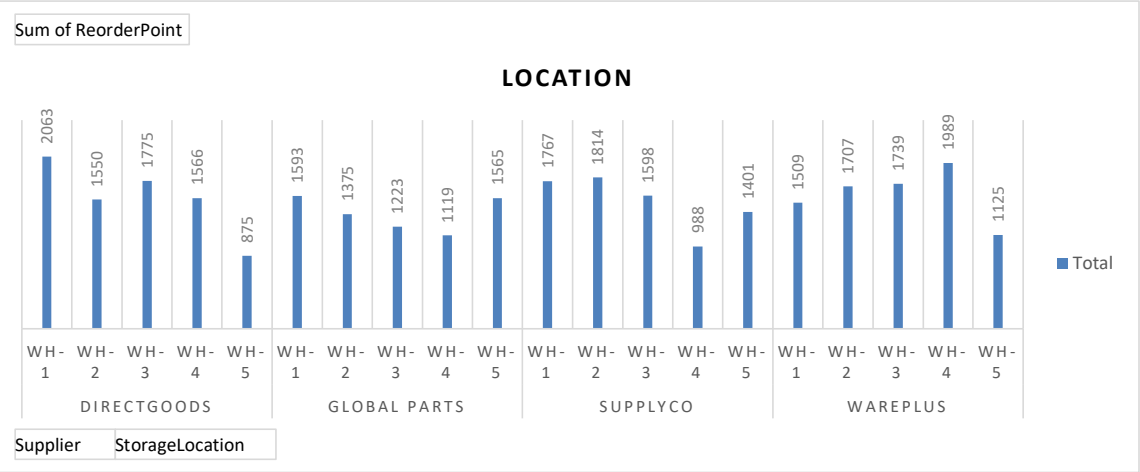 Sum of ReorderPoint
LOCATION
2063 1550 1775 1566 875 1593 1375 1223 1119 1565 1767 1814 1598 988 1401 1509 1707 1739 1989 1125
Total
WH-1 WH-2 WH-3 WH-4 WH-5 WH-1 WH-2 WH-3 WH-4 WH-5 WH-1 WH-2 WH-3 WH-4 WH-5 WH-1 WH-2 WH-3 WH-4 WH-5
DIRECTGOODS GLOBAL PARTS SUPPLYCO WAREPLUS
Supplier StorageLocation